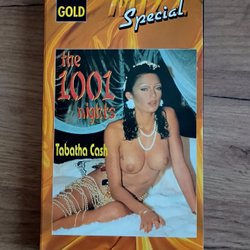 GOLD
Special
the
1001
nights
Tabatha Cash